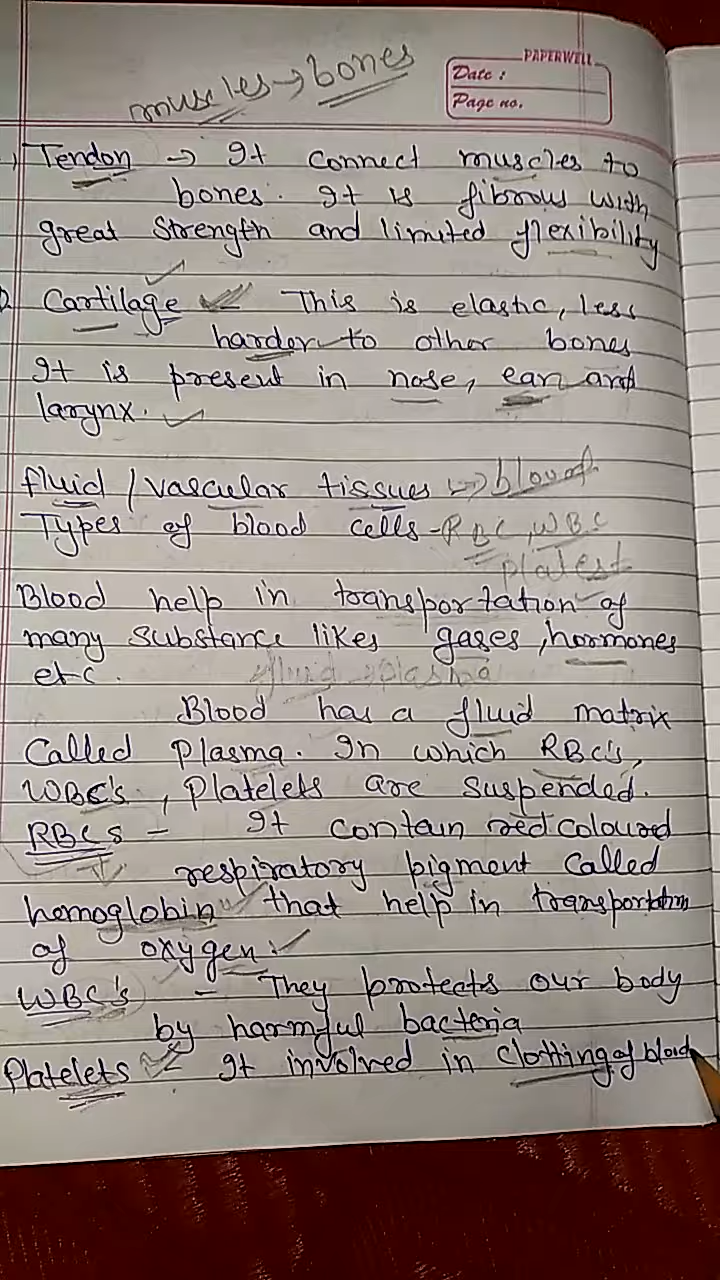 muscles → bones
PAPERWELL
Date :
Page no.
Tendon → It connect muscles to
bones. It is fibrous with
great Strength and limited flexibility
Cartilage - This is elastic, less
harder to other bones
It is present in nose, ear and
larynx.
fluid / vascular tissues → blood
Types of blood cells - RBC, WBC
platest
Blood help in transportation of
many substance likes gases, hormones
etc.
fluid → plasma
Blood has a fluid matrix
Called Plasma. In which RBC's,
WBC's, Platelets are suspended.
RBCs - It contain red coloured
respiratory pigment called
hemoglobin that help in transportation
of oxygen.
WBC's - They protects our body
by harmful bacteria
Platelets - It involved in clotting of blood